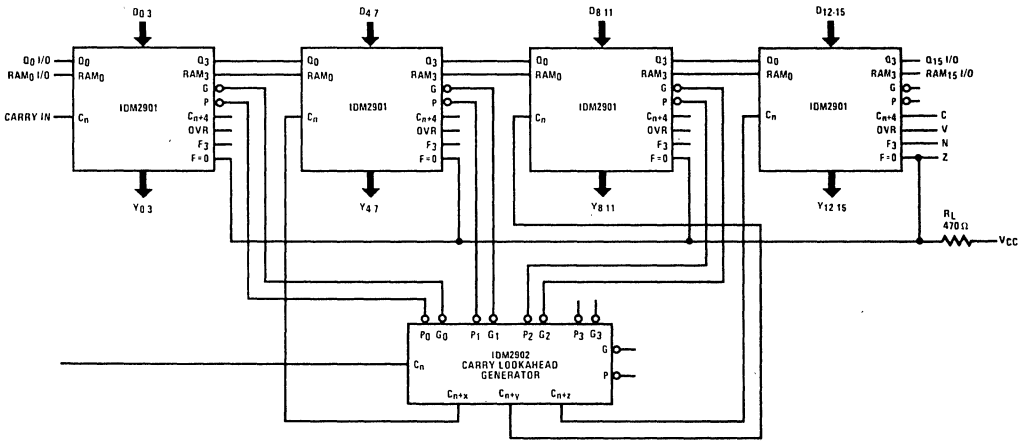 D0 3
D4 7
D8 11
D12-15
Q0 I/O
RAM0 I/O
CARRY IN
Q0
RAM0
Cn
IDM2901
Q3
RAM3
G
P
Cn+4
OVR
F3
F=0
Q0
RAM0
Cn
IDM2901
Q3
RAM3
G
P
Cn+4
OVR
F3
F=0
Q0
RAM0
Cn
IDM2901
Q3
RAM3
G
P
Cn+4
OVR
F3
F=0
Q0
RAM0
Cn
IDM2901
Q3
RAM3
G
P
Cn+4
OVR
F3
F=0
Q15 I/O
RAM15 I/O
C
V
N
Z
Y0 3
Y4 7
Y8 11
Y12 15
RL
470Ω
VCC
P0 G0 P1 G1 P2 G2 P3 G3
IDM2902
CARRY LOOKAHEAD
GENERATOR
Cn
G
P
Cn+x Cn+y Cn+z